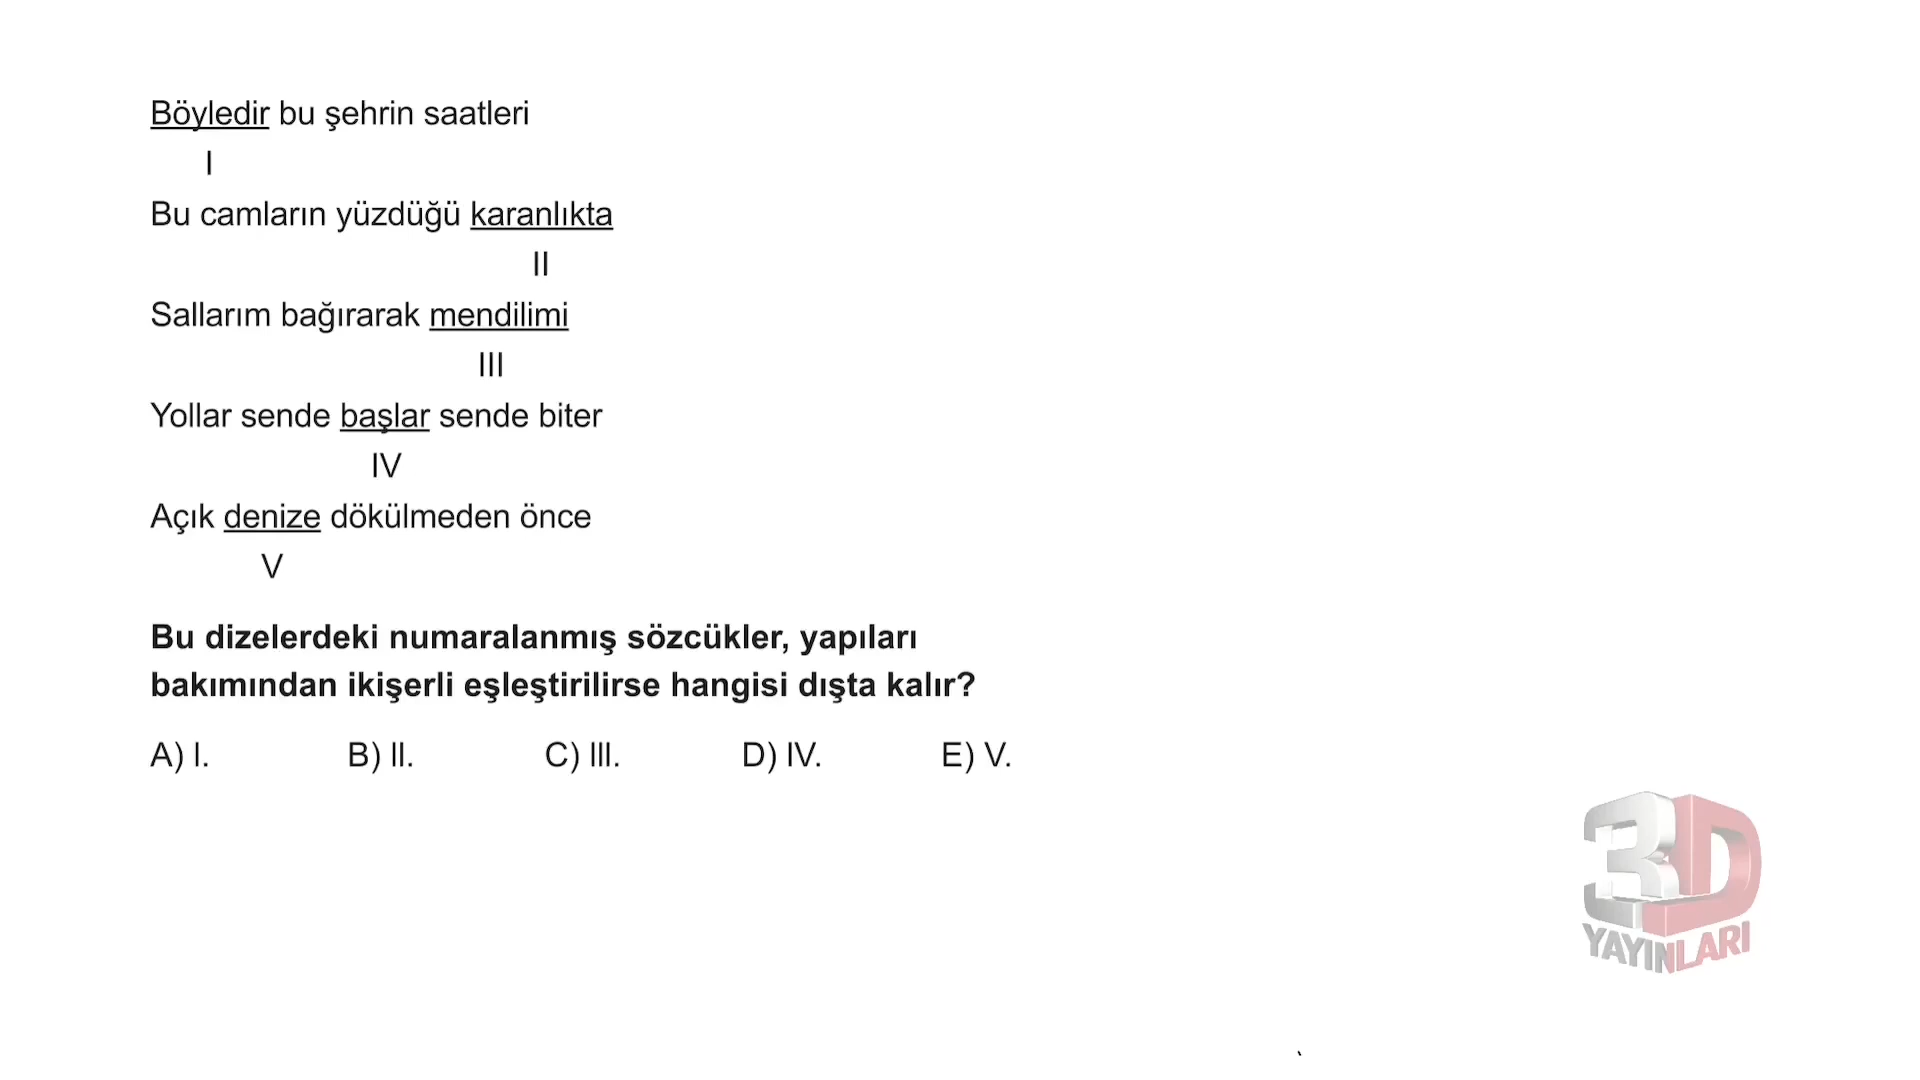 Böyledir bu şehrin saatleri
I
Bu camların yüzdüğü karanlıkta
II
Sallarım bağırarak mendilimi
III
Yollar sende başlar sende biter
IV
Açık denize dökülmeden önce
V
Bu dizelerdeki numaralanmış sözcükler, yapıları
bakımından ikişerli eşleştirilirse hangisi dışta kalır?
A) I. B) II. C) III. D) IV. E) V.
3D
YAYINLARI